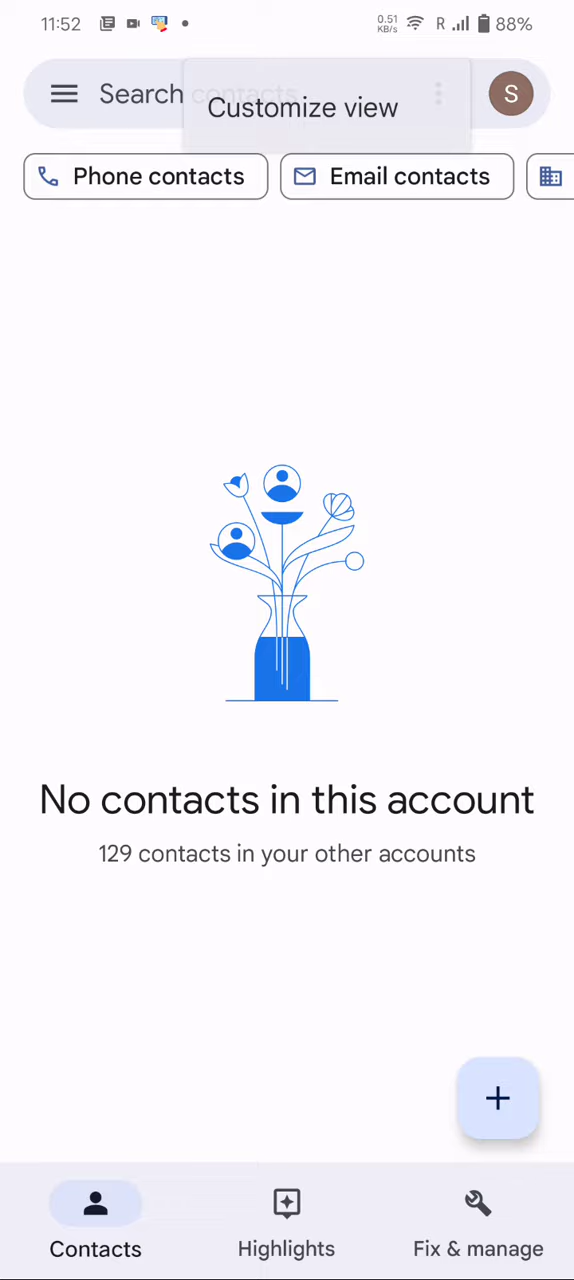 11:52
0.51
KB/s
R
88%
Search contacts
Customize view
S
Phone contacts
Email contacts
No contacts in this account
129 contacts in your other accounts
Contacts
Highlights
Fix & manage